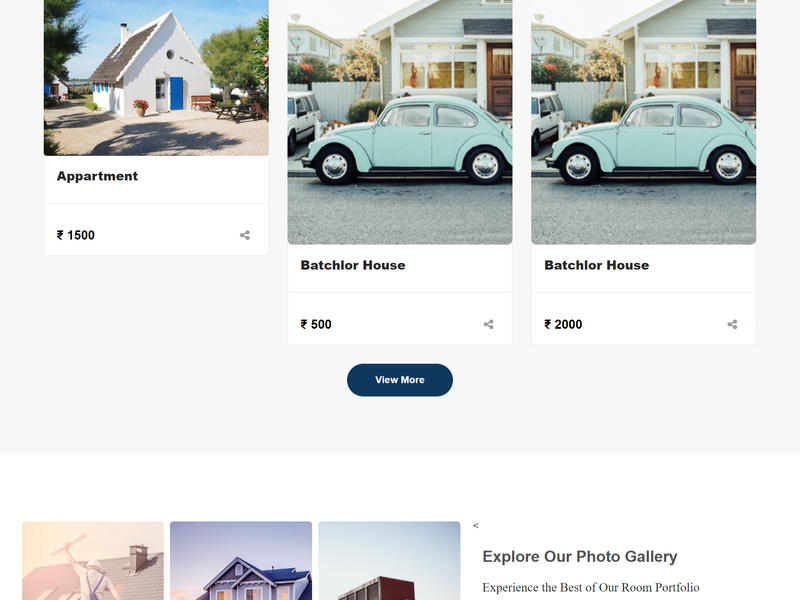 Appartment
₹ 1500
Batchlor House
₹ 500
Batchlor House
₹ 2000
View More
<
Explore Our Photo Gallery
Experience the Best of Our Room Portfolio